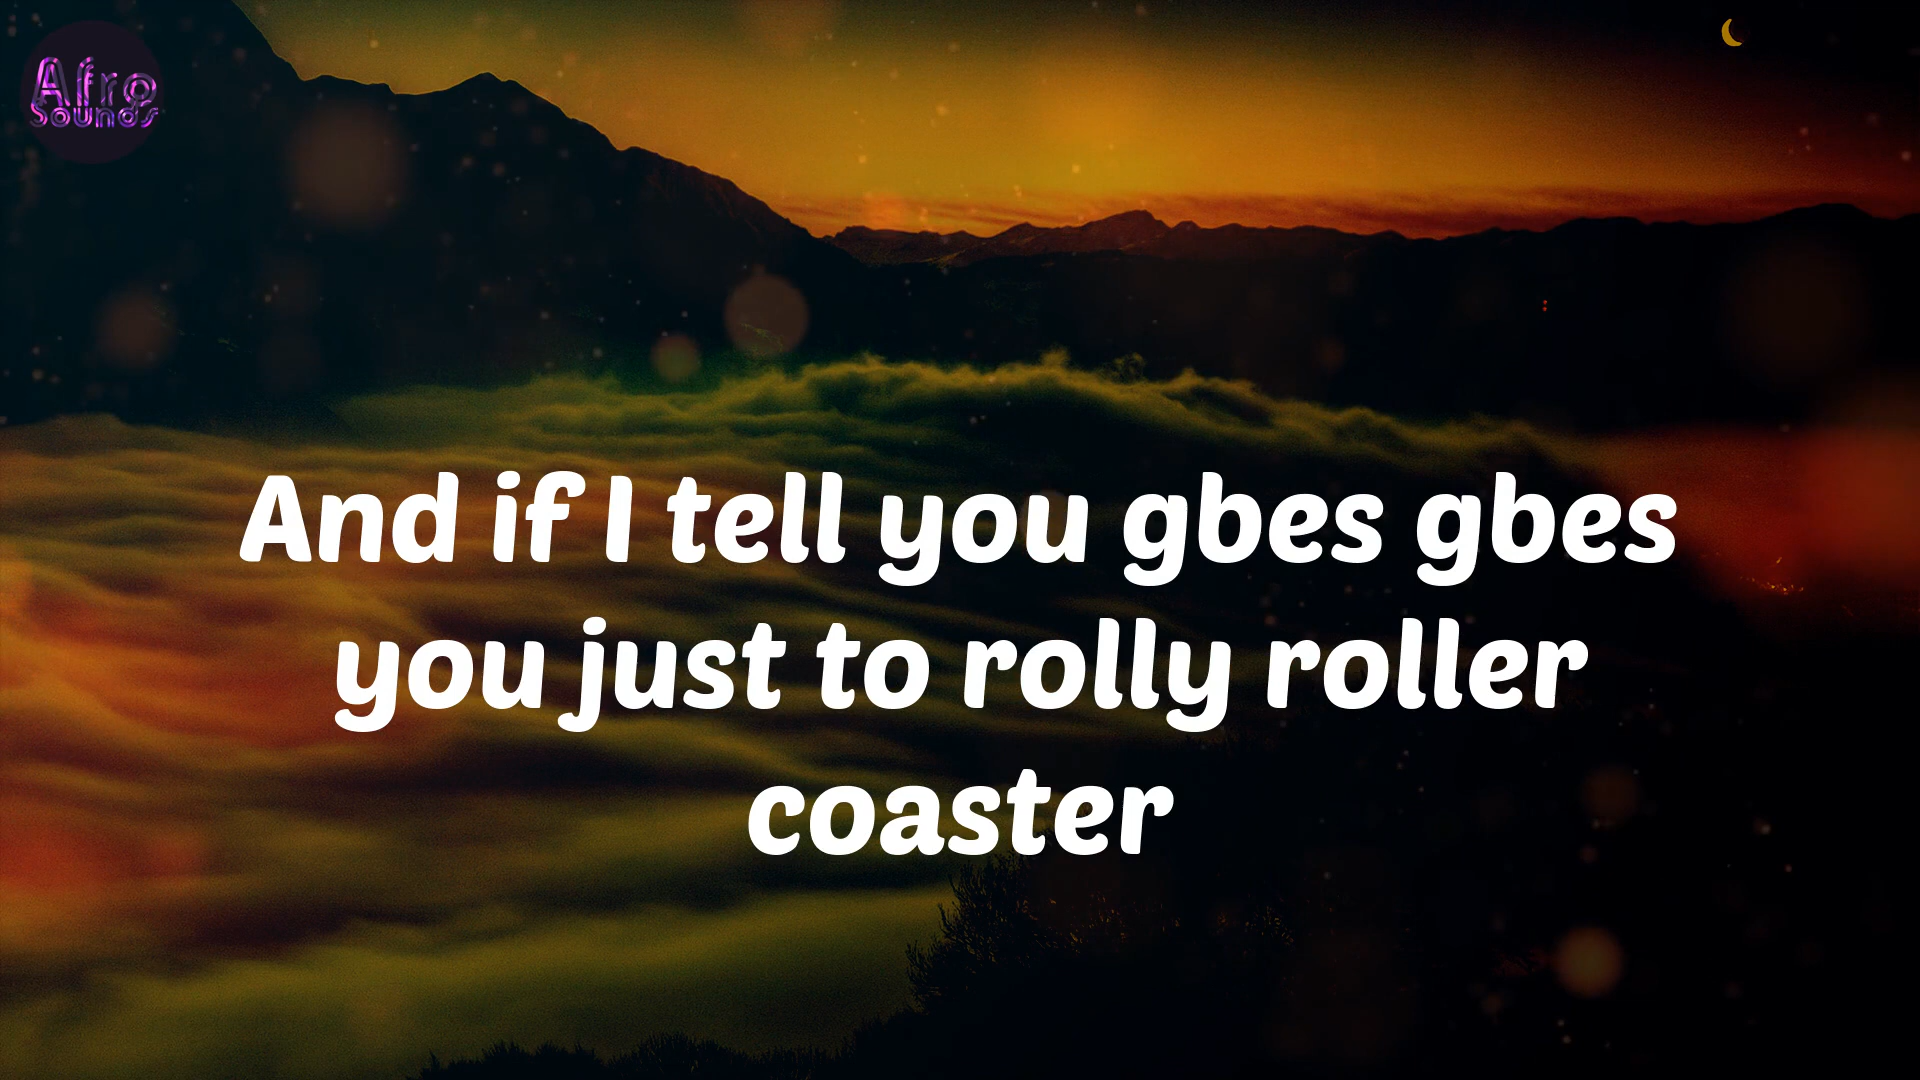 Afro
Sounds
And if I tell you gbes gbes
you just to rolly roller
coaster